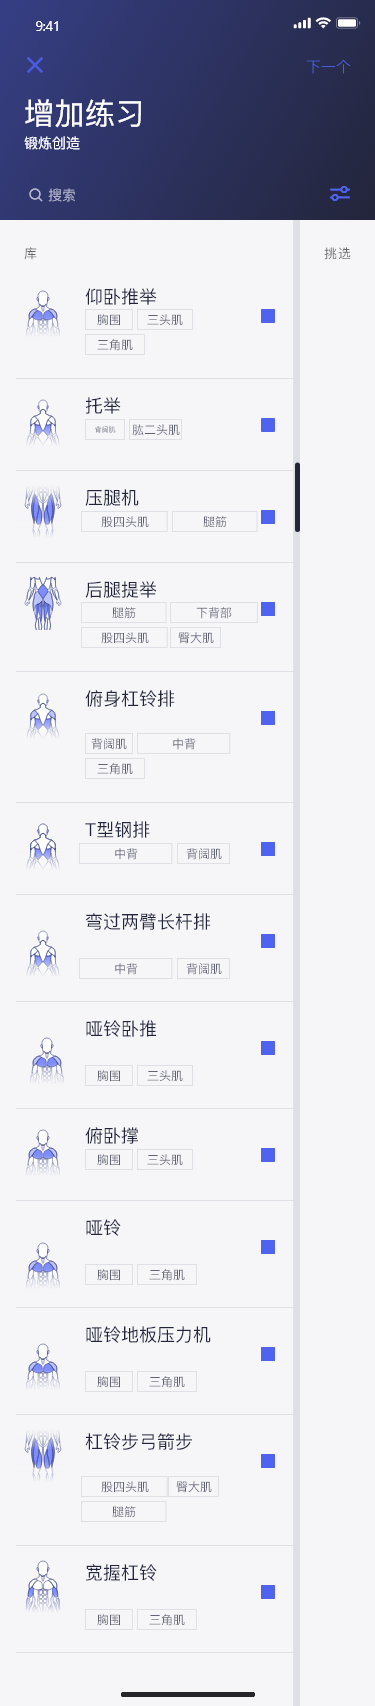 9:41
下一个
增加练习
锻炼创造
搜索
库
挑选
仰卧推举
胸围 三头肌
三角肌
托举
背阔肌 肱二头肌
压腿机
股四头肌 腿筋
后腿提举
腿筋 下背部
股四头肌 臀大肌
俯身杠铃排
背阔肌 中背
三角肌
T型钢排
中背 背阔肌
弯过两臂长杆排
中背 背阔肌
哑铃卧推
胸围 三头肌
俯卧撑
胸围 三头肌
哑铃
胸围 三角肌
哑铃地板压力机
胸围 三角肌
杠铃步弓箭步
股四头肌 臀大肌
腿筋
宽握杠铃
胸围 三角肌